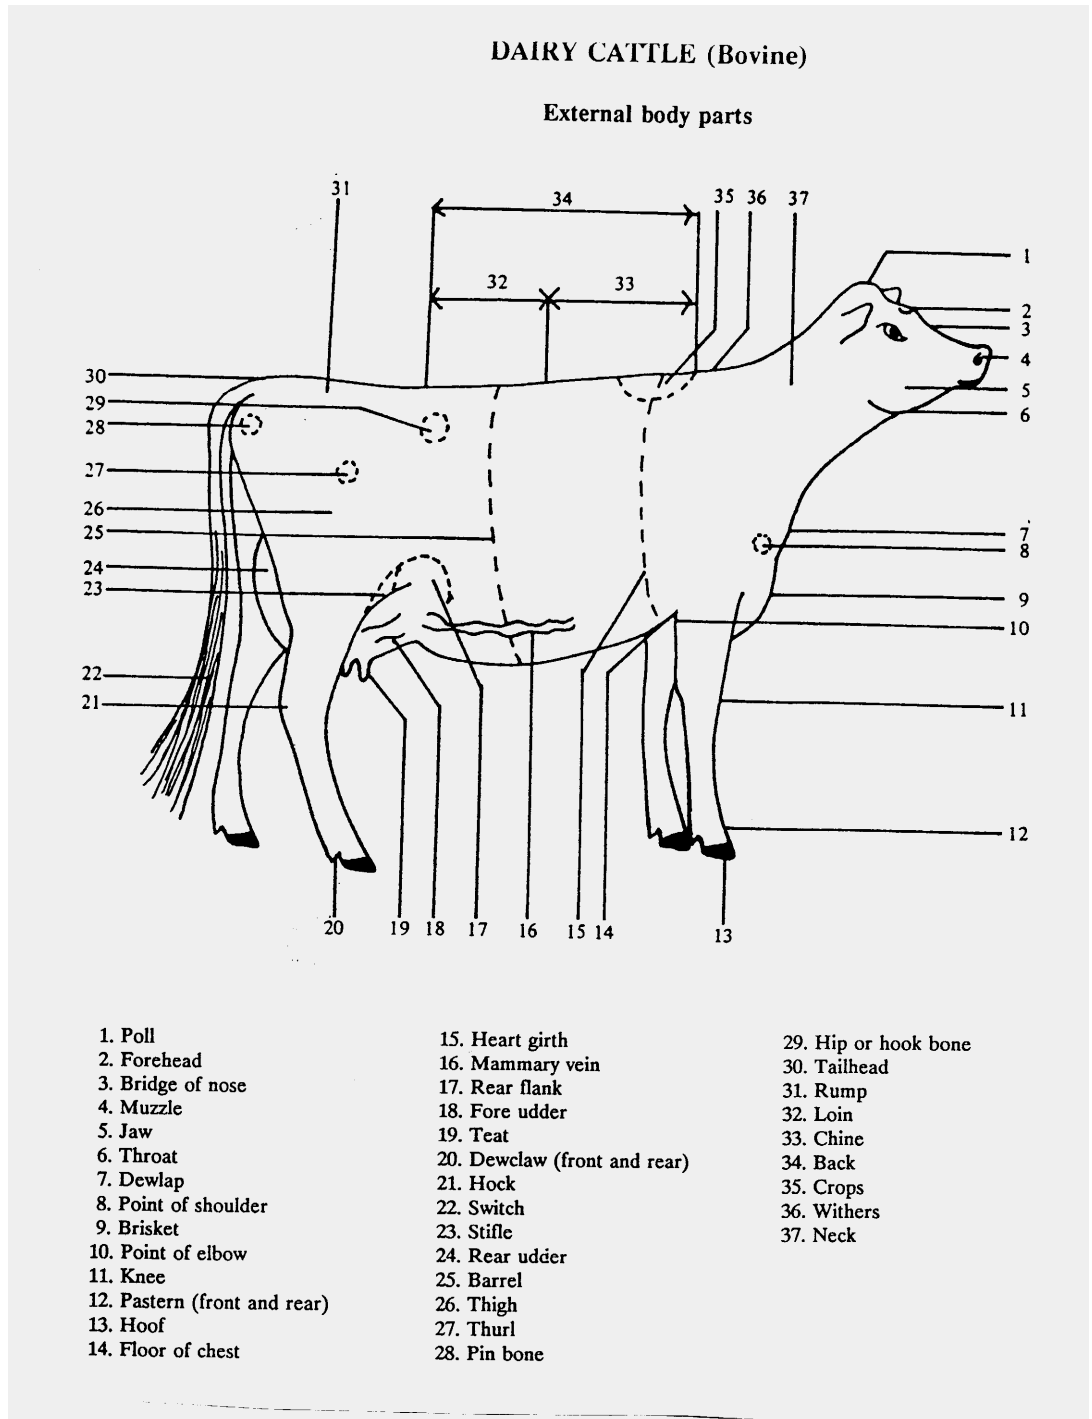 DAIRY CATTLE (Bovine)
External body parts
31
34
35 36 37
32
33
1
2
3
4
5
6
7
8
9
10
11
12
30
29
28
27
26
25
24
23
22
21
20
19
18
17
16
15
14
13
1. Poll
2. Forehead
3. Bridge of nose
4. Muzzle
5. Jaw
6. Throat
7. Dewlap
8. Point of shoulder
9. Brisket
10. Point of elbow
11. Knee
12. Pastern (front and rear)
13. Hoof
14. Floor of chest
15. Heart girth
16. Mammary vein
17. Rear flank
18. Fore udder
19. Teat
20. Dewclaw (front and rear)
21. Hock
22. Switch
23. Stifle
24. Rear udder
25. Barrel
26. Thigh
27. Thurl
28. Pin bone
29. Hip or hook bone
30. Tailhead
31. Rump
32. Loin
33. Chine
34. Back
35. Crops
36. Withers
37. Neck